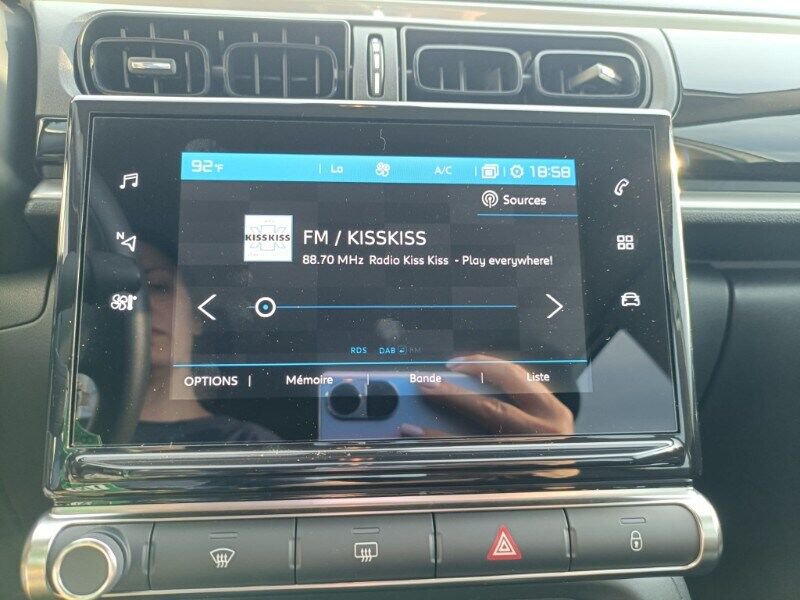 92°F Lo A/C 18:58
Sources
KISSKISS
FM / KISSKISS
88.70 MHz Radio Kiss Kiss - Play everywhere!
N
RDS DAB FM
OPTIONS | Mémoire | Bande | Liste